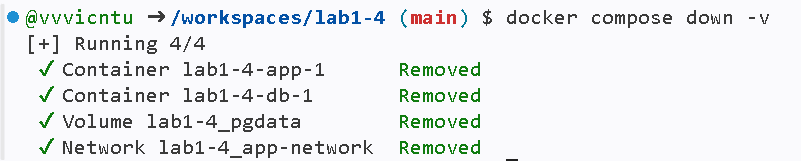 @vvvicntu ➜ /workspaces/lab1-4 (main) $ docker compose down -v
[+] Running 4/4
✔ Container lab1-4-app-1 Removed
✔ Container lab1-4-db-1 Removed
✔ Volume lab1-4_pgdata Removed
✔ Network lab1-4_app-network Removed